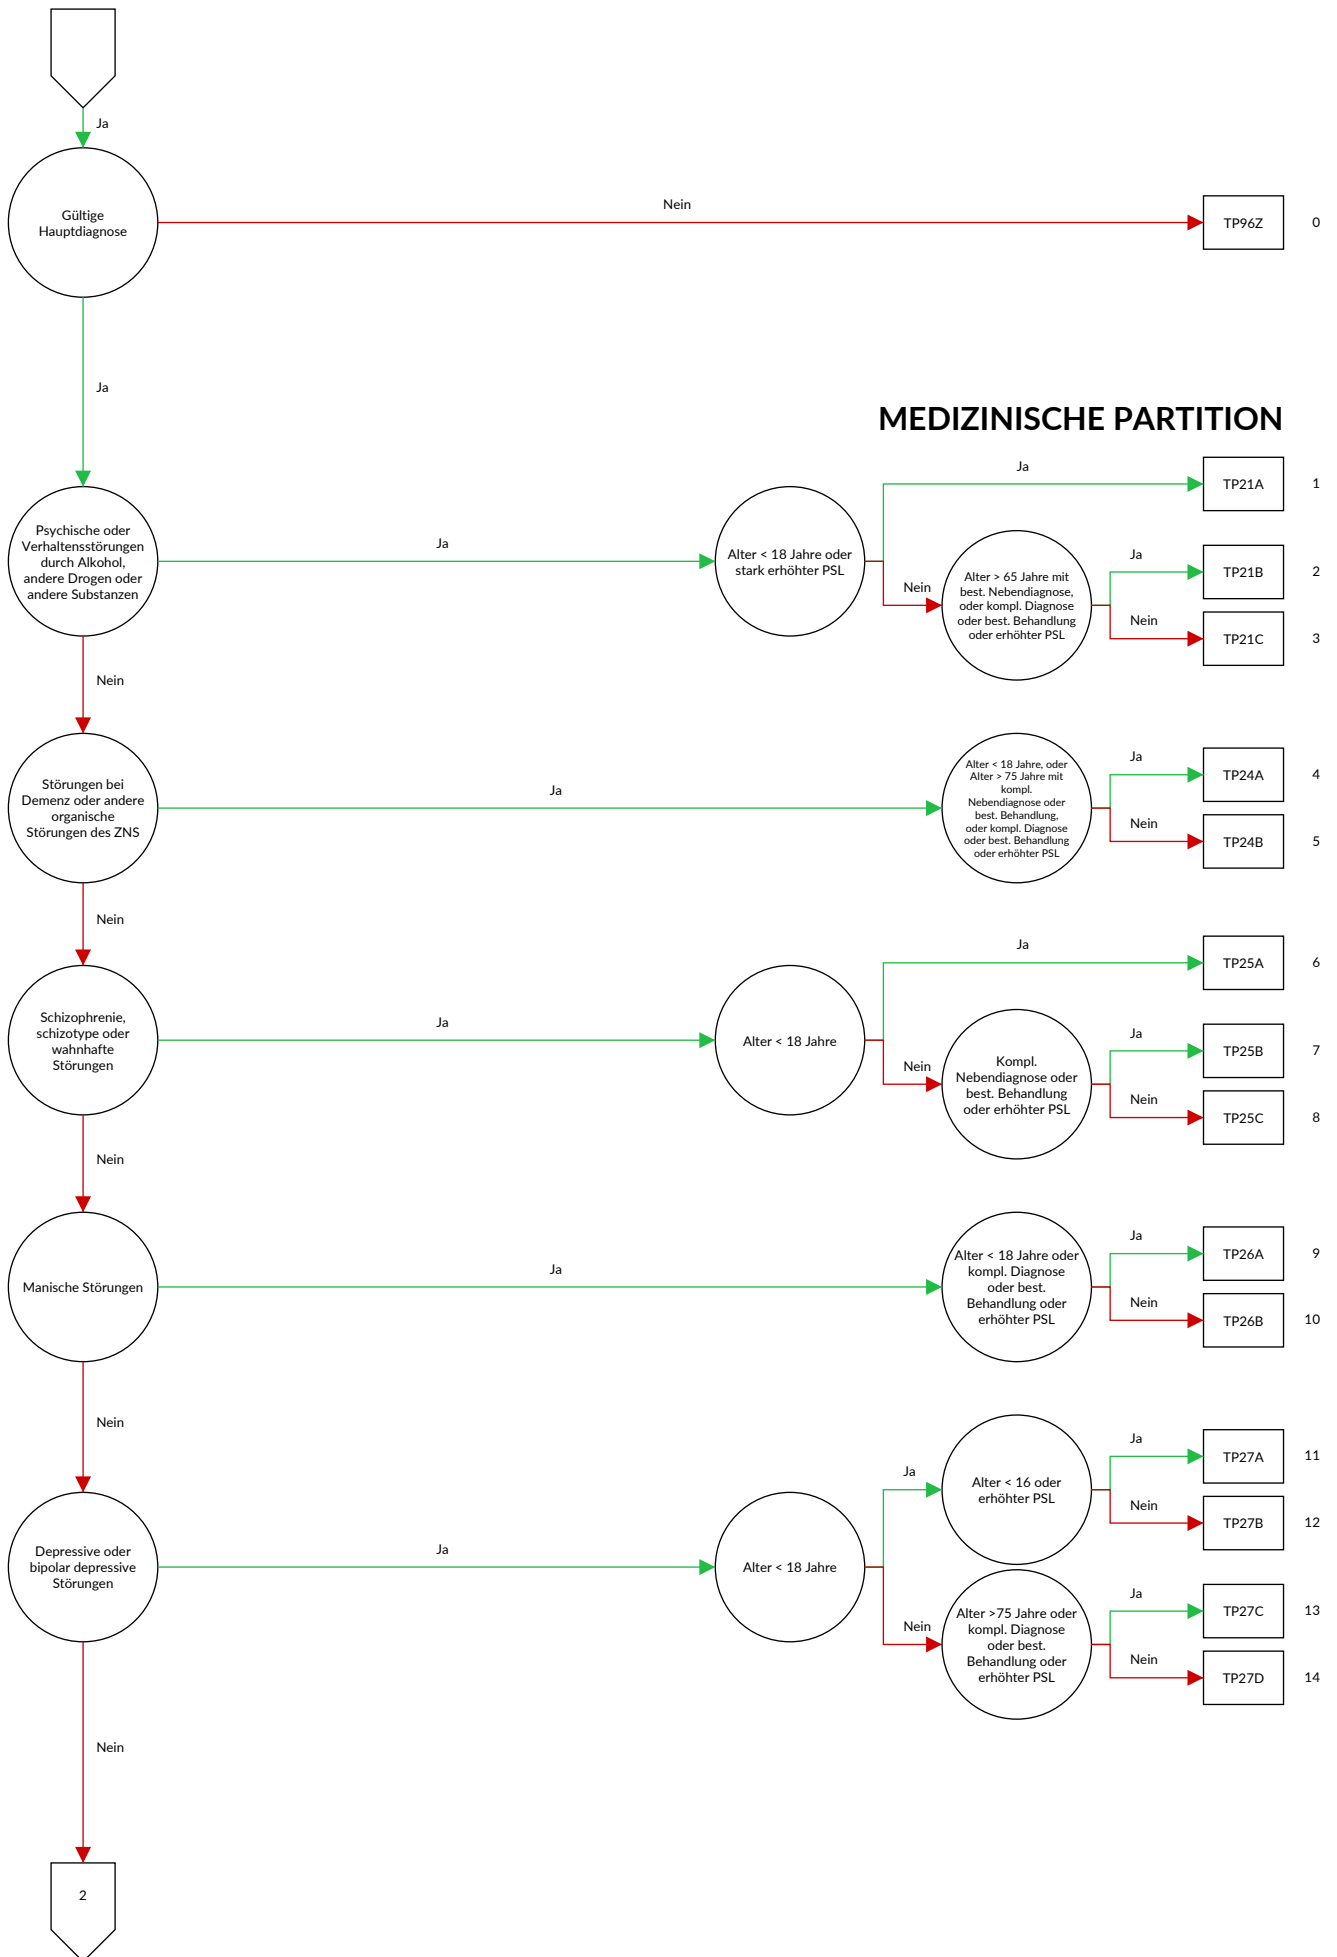 Ja
Gültige
Hauptdiagnose
Nein
TP96Z
0
Ja
MEDIZINISCHE PARTITION
Psychische oder
Verhaltensstörungen
durch Alkohol,
andere Drogen oder
andere Substanzen
Ja
Alter < 18 Jahre oder
stark erhöhter PSL
Ja
TP21A
1
Nein
Alter > 65 Jahre mit
best. Nebendiagnose,
oder kompl. Diagnose
oder best. Behandlung
oder erhöhter PSL
Ja
TP21B
2
Nein
TP21C
3
Nein
Störungen bei
Demenz oder andere
organische
Störungen des ZNS
Ja
Alter < 18 Jahre, oder
Alter > 75 Jahre mit
kompl.
Nebendiagnose oder
best. Behandlung,
oder kompl. Diagnose
oder best. Behandlung
oder erhöhter PSL
Ja
TP24A
4
Nein
TP24B
5
Nein
Schizophrenie,
schizotype oder
wahnhafte
Störungen
Ja
Alter < 18 Jahre
Ja
TP25A
6
Nein
Kompl.
Nebendiagnose oder
best. Behandlung
oder erhöhter PSL
Ja
TP25B
7
Nein
TP25C
8
Nein
Manische Störungen
Ja
Alter < 18 Jahre oder
kompl. Diagnose
oder best.
Behandlung oder
erhöhter PSL
Ja
TP26A
9
Nein
TP26B
10
Nein
Depressive oder
bipolar depressive
Störungen
Ja
Alter < 18 Jahre
Ja
Alter < 16 oder
erhöhter PSL
Ja
TP27A
11
Nein
TP27B
12
Nein
Alter >75 Jahre oder
kompl. Diagnose
oder best.
Behandlung oder
erhöhter PSL
Ja
TP27C
13
Nein
TP27D
14
Nein
2